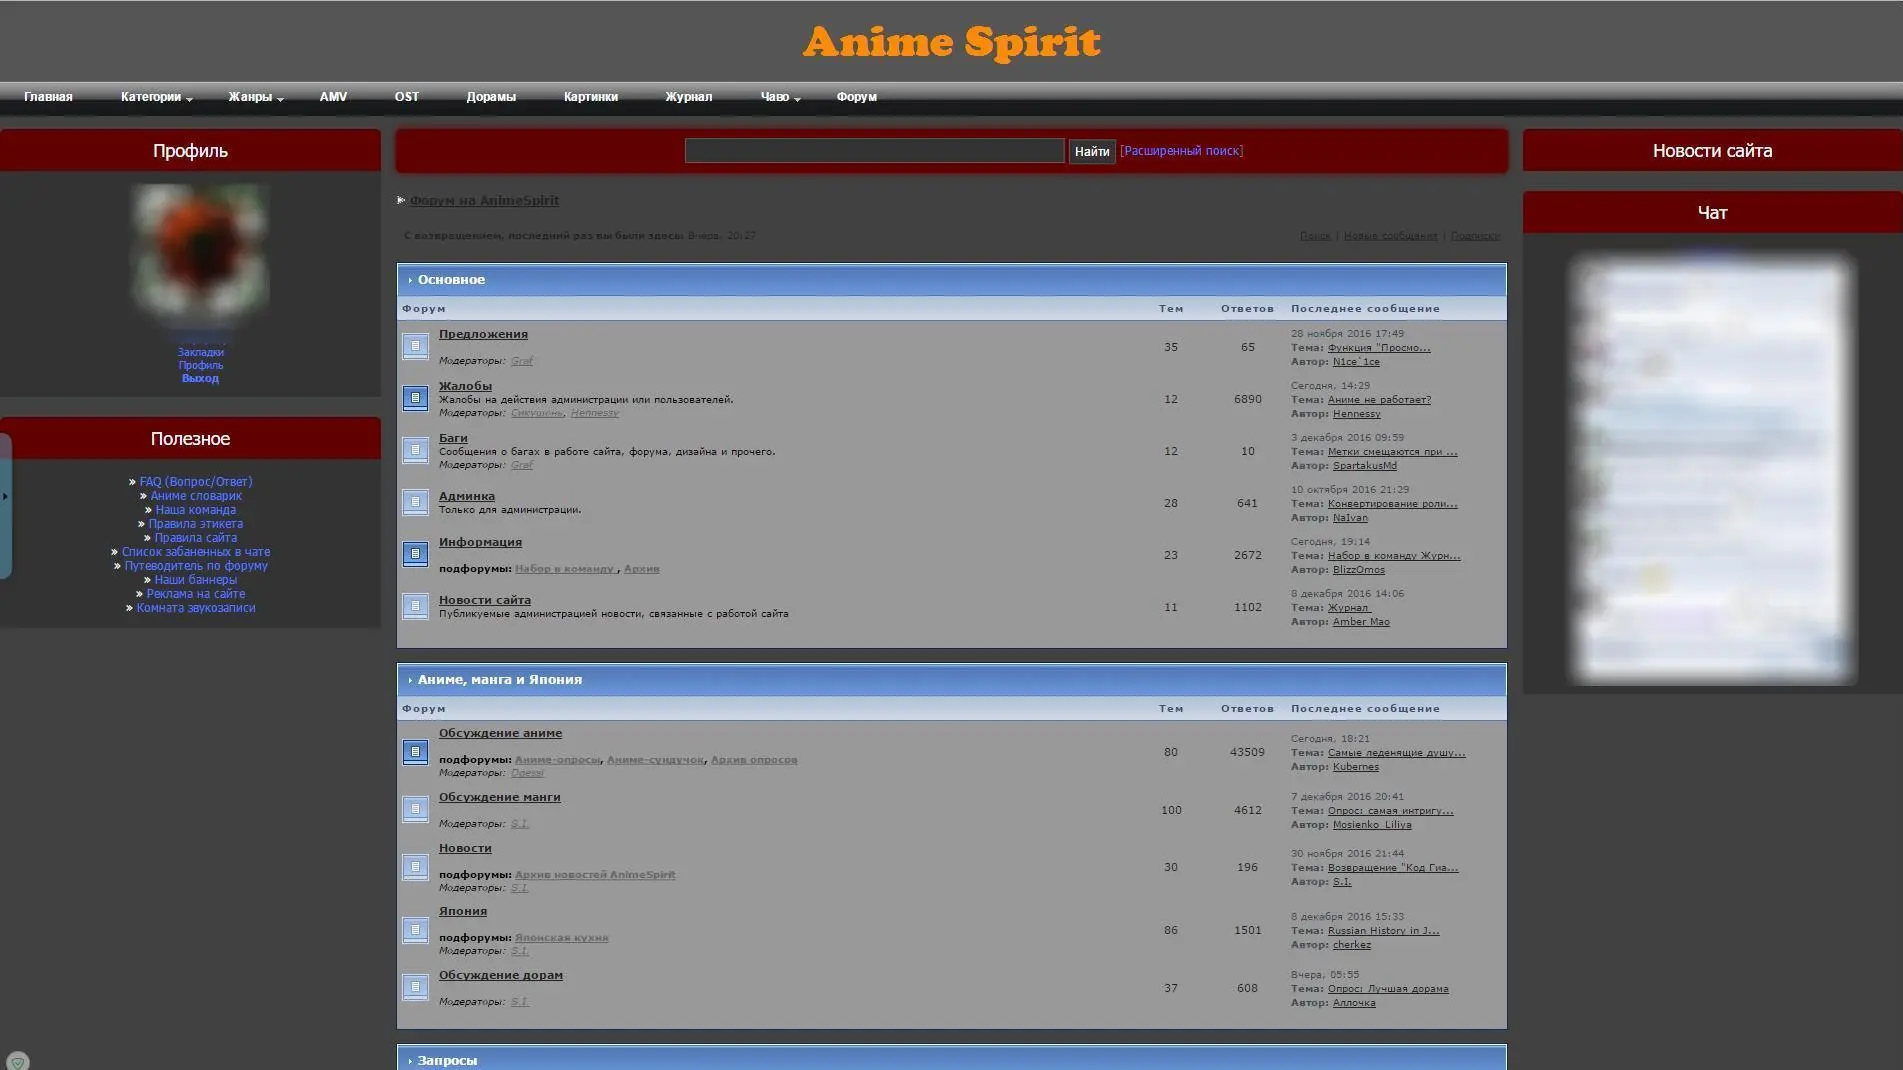 Anime Spirit
Главная Категории Жанры AMV OST Дорамы Картинки Журнал Чаво Форум
Профиль
Закладки
Профиль
Выход
Полезное
» FAQ (Вопрос/Ответ)
» Аниме словарик
» Наша команда
» Правила этикета
» Правила сайта
» Список забаненных в чате
» Путеводитель по форуму
» Наши баннеры
» Реклама на сайте
» Комната звукозаписи
Найти [Расширенный поиск]
Форум на AnimeSpirit
С возвращением, последний раз вы были здесь: Вчера, 20:27
Поиск | Новые сообщения | Подписки
Основное
Форум Тем Ответов Последнее сообщение
Предложения
Модераторы: Graf
35 65
28 ноября 2016 17:49
Тема: Функция "Просмо...
Автор: N1ce`1ce
Жалобы
Жалобы на действия администрации или пользователей.
Модераторы: Сикушонь, Hennessy
12 6890
Сегодня, 14:29
Тема: Аниме не работает?
Автор: Hennessy
Баги
Сообщения о багах в работе сайта, форума, дизайна и прочего.
Модераторы: Graf
12 10
3 декабря 2016 09:59
Тема: Метки смещаются при ...
Автор: SpartakusMd
Админка
Только для администрации.
28 641
10 октября 2016 21:29
Тема: Конвертирование роли...
Автор: NaIvan
Информация
подфорумы: Набор в команду , Архив
23 2672
Сегодня, 19:14
Тема: Набор в команду Журн...
Автор: BlizzOmos
Новости сайта
Публикуемые администрацией новости, связанные с работой сайта
11 1102
8 декабря 2016 14:06
Тема: Журнал
Автор: Amber Mao
Аниме, манга и Япония
Форум Тем Ответов Последнее сообщение
Обсуждение аниме
подфорумы: Аниме-опросы, Аниме-сундучок, Архив опросов
Модераторы:
80 43509
Сегодня, 18:21
Тема: Самые леденящие душу...
Автор: Kubernes
Обсуждение манги
Модераторы: S.I.
100 4612
7 декабря 2016 20:41
Тема: Опрос: самая интригу...
Автор: Mosienko_Liliya
Новости
подфорумы: Архив новостей AnimeSpirit
Модераторы: S.I.
30 196
30 ноября 2016 21:44
Тема: Возвращение "Код Гиа...
Автор: S.I.
Япония
подфорумы: Японская кухня
Модераторы: S.I.
86 1501
8 декабря 2016 15:33
Тема: Russian History in J...
Автор: cherkez
Обсуждение дорам
Модераторы: S.I.
37 608
Вчера, 05:55
Тема: Опрос: Лучшая дорама
Автор: Аллочка
Запросы
Новости сайта
Чат